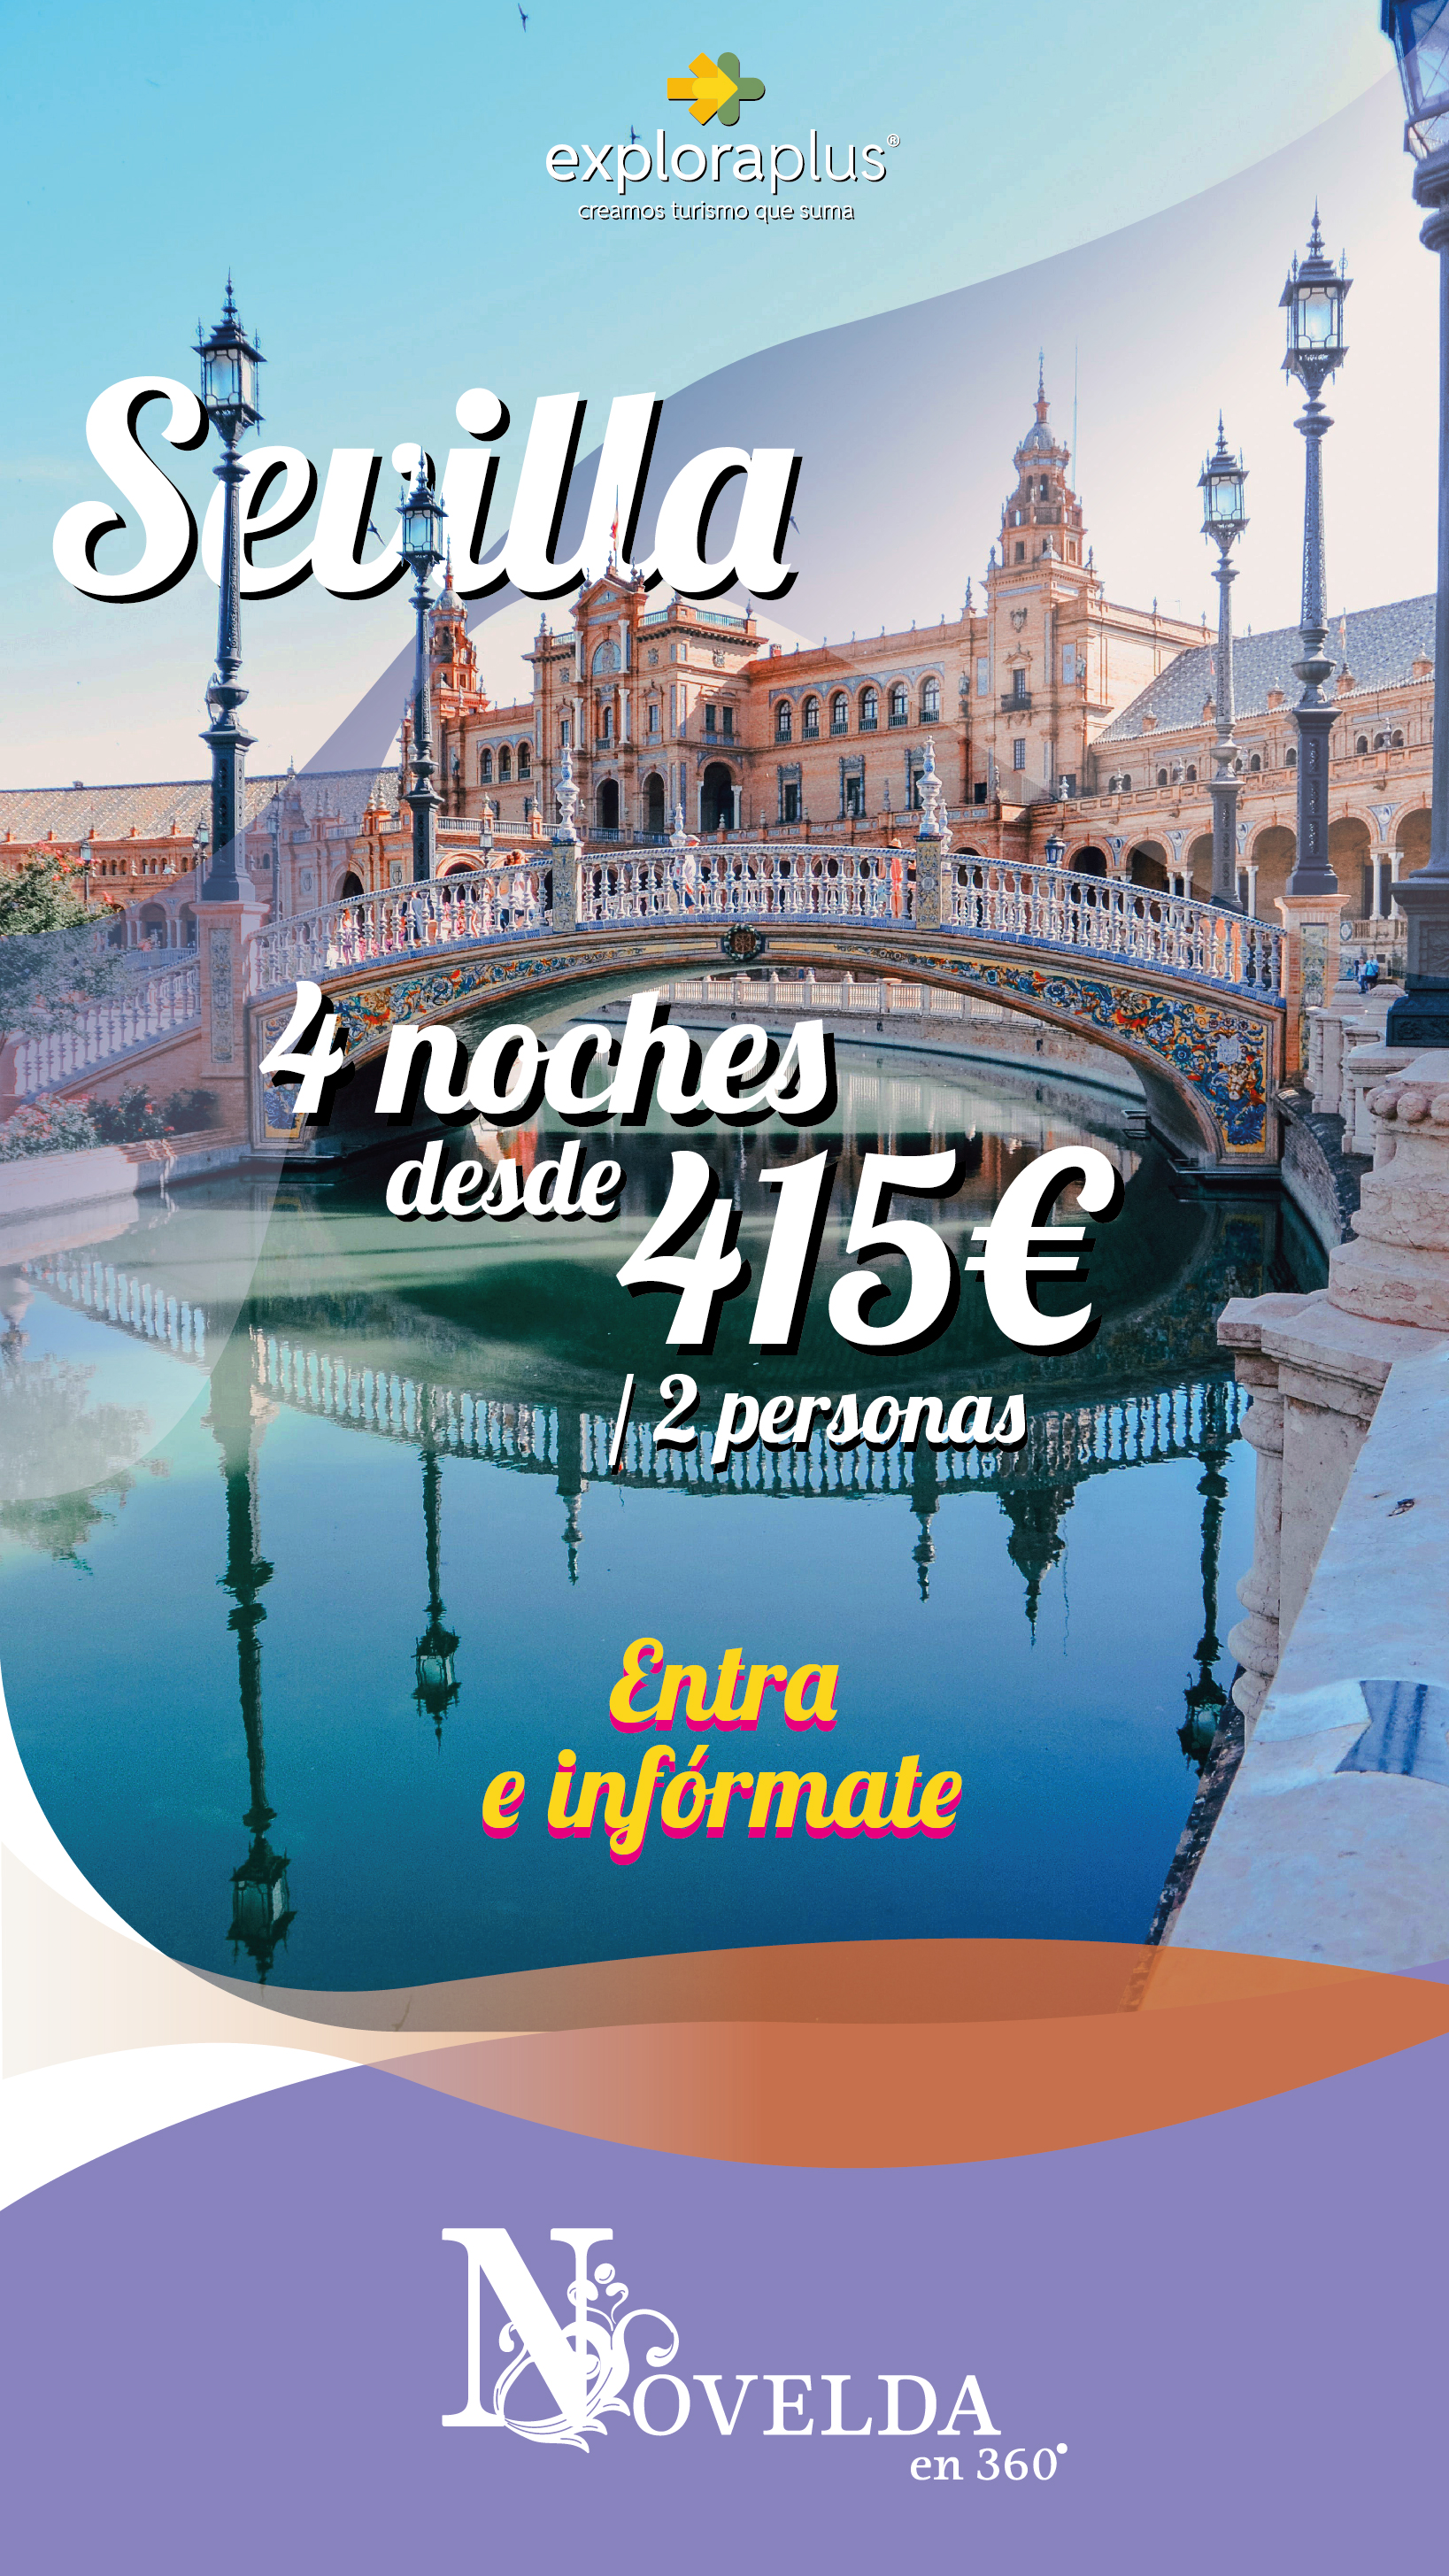 exploraplus®
creamos turismo que suma
Sevilla
4 noches
desde 415€
/ 2 personas
Entra
e infórmate
NOVELDA
en 360°